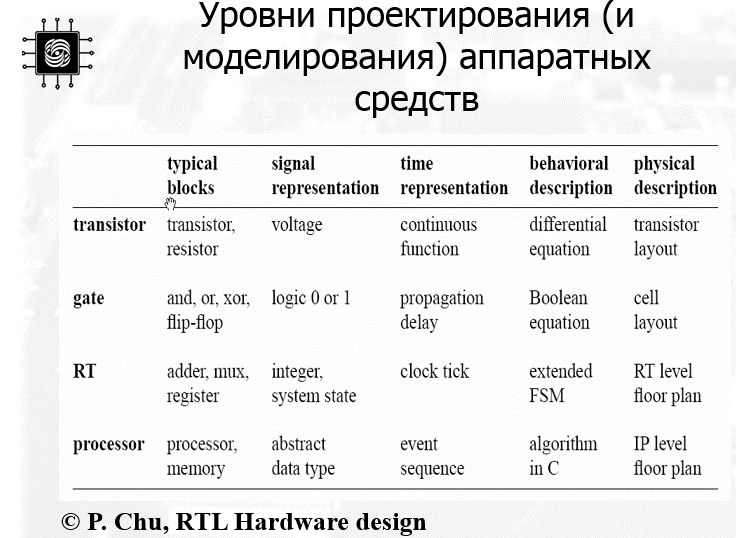 Уровни проектирования (и
моделирования) аппаратных
средств
typical blocks signal representation time representation behavioral description physical description
transistor transistor, resistor voltage continuous function differential equation transistor layout
gate and, or, xor, flip-flop logic 0 or 1 propagation delay Boolean equation cell layout
RT adder, mux, register integer, system state clock tick extended FSM RT level floor plan
processor processor, memory abstract data type event sequence algorithm in C IP level floor plan
© P. Chu, RTL Hardware design